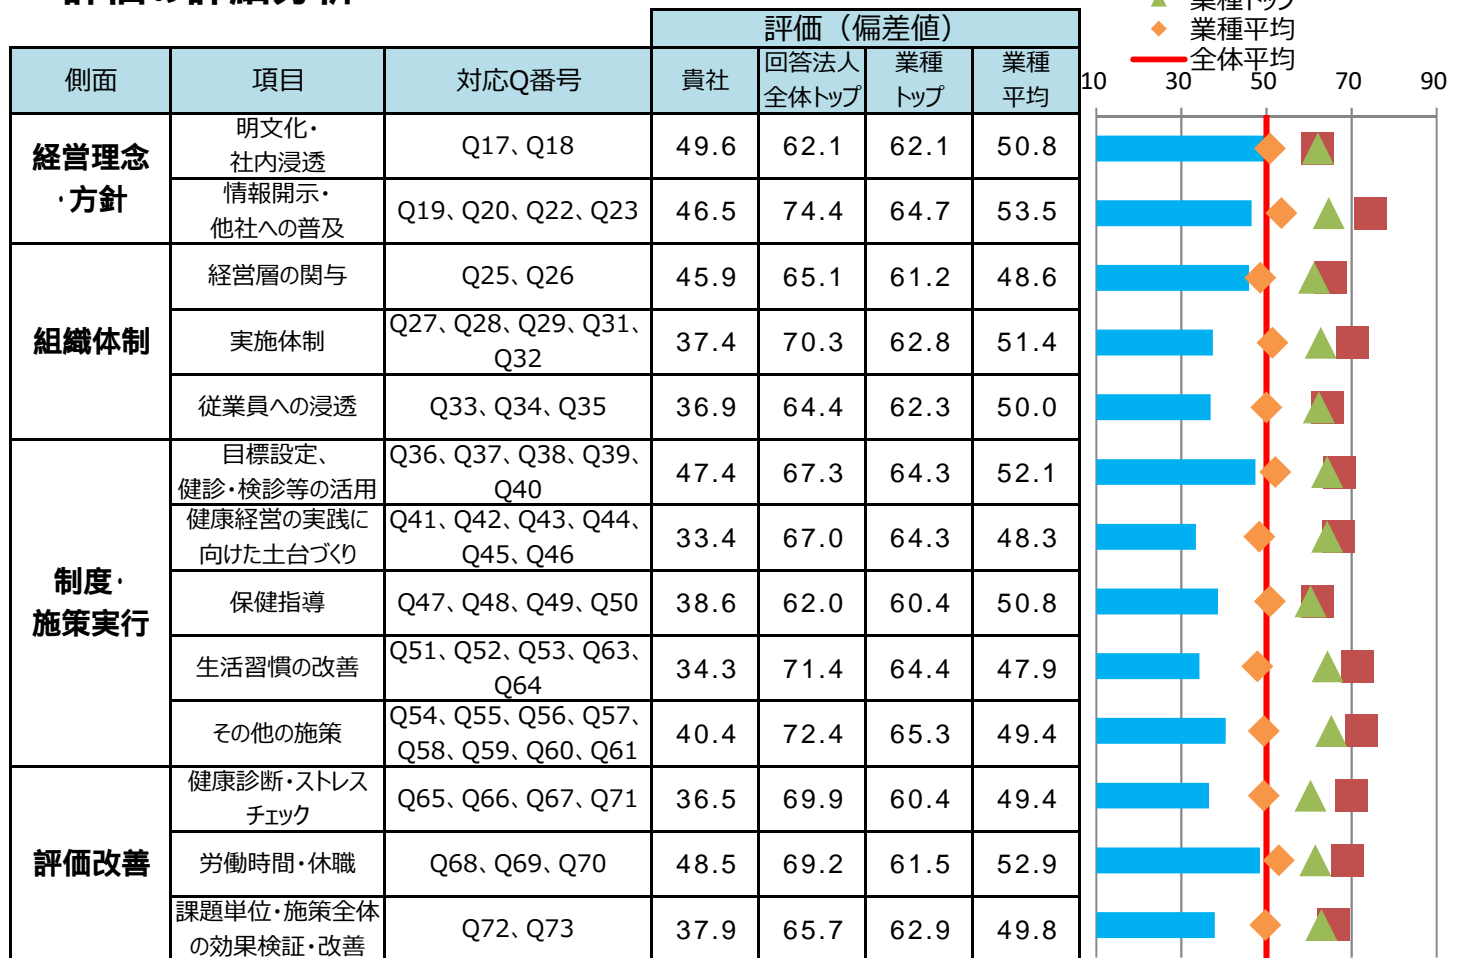 評価の詳細分析
業種トップ
業種平均
全体平均
評価（偏差値）
側面 項目 対応Q番号 貴社 回答法人全体トップ 業種トップ 業種平均
10 30 50 70 90
経営理念・方針
明文化・社内浸透 Q17、Q18 49.6 62.1 62.1 50.8
情報開示・他社への普及 Q19、Q20、Q22、Q23 46.5 74.4 64.7 53.5
組織体制
経営層の関与 Q25、Q26 45.9 65.1 61.2 48.6
実施体制 Q27、Q28、Q29、Q31、Q32 37.4 70.3 62.8 51.4
従業員への浸透 Q33、Q34、Q35 36.9 64.4 62.3 50.0
制度・施策実行
目標設定、健診・検診等の活用 Q36、Q37、Q38、Q39、Q40 47.4 67.3 64.3 52.1
健康経営の実践に向けた土台づくり Q41、Q42、Q43、Q44、Q45、Q46 33.4 67.0 64.3 48.3
保健指導 Q47、Q48、Q49、Q50 38.6 62.0 60.4 50.8
生活習慣の改善 Q51、Q52、Q53、Q63、Q64 34.3 71.4 64.4 47.9
その他の施策 Q54、Q55、Q56、Q57、Q58、Q59、Q60、Q61 40.4 72.4 65.3 49.4
評価改善
健康診断・ストレスチェック Q65、Q66、Q67、Q71 36.5 69.9 60.4 49.4
労働時間・休職 Q68、Q69、Q70 48.5 69.2 61.5 52.9
課題単位・施策全体の効果検証・改善 Q72、Q73 37.9 65.7 62.9 49.8